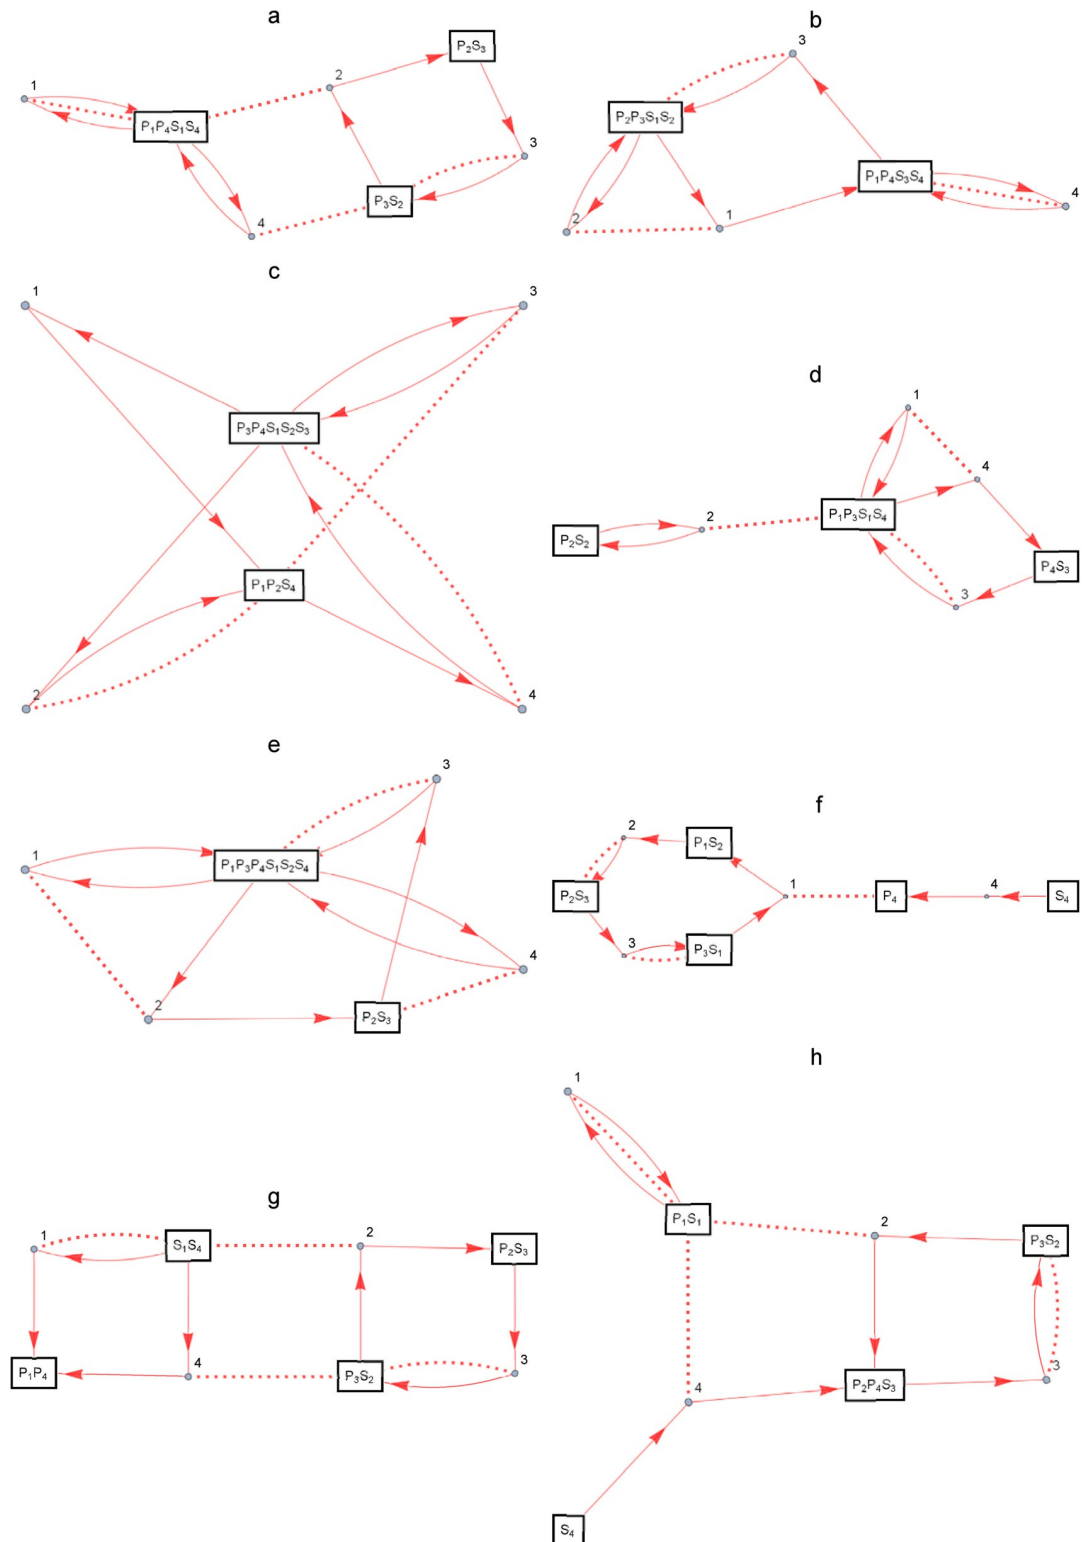 a
b
P₂S₃
1
2
P₁P₄S₁S₄
3
P₃S₂
4
3
P₂P₃S₁S₂
P₁P₄S₃S₄
4
2
1
c
1
3
P₃P₄S₁S₂S₃
P₁P₂S₄
2
4
d
1
4
2
P₁P₃S₁S₄
P₂S₂
P₄S₃
3
e
3
1
P₁P₃P₄S₁S₂S₄
4
2
P₂S₃
f
2
P₁S₂
1
4
P₂S₃
P₄
S₄
3
P₃S₁
g
1
S₁S₄
2
P₂S₃
P₁P₄
4
P₃S₂
3
h
1
P₁S₁
2
P₃S₂
3
4
P₂P₄S₃
S₄